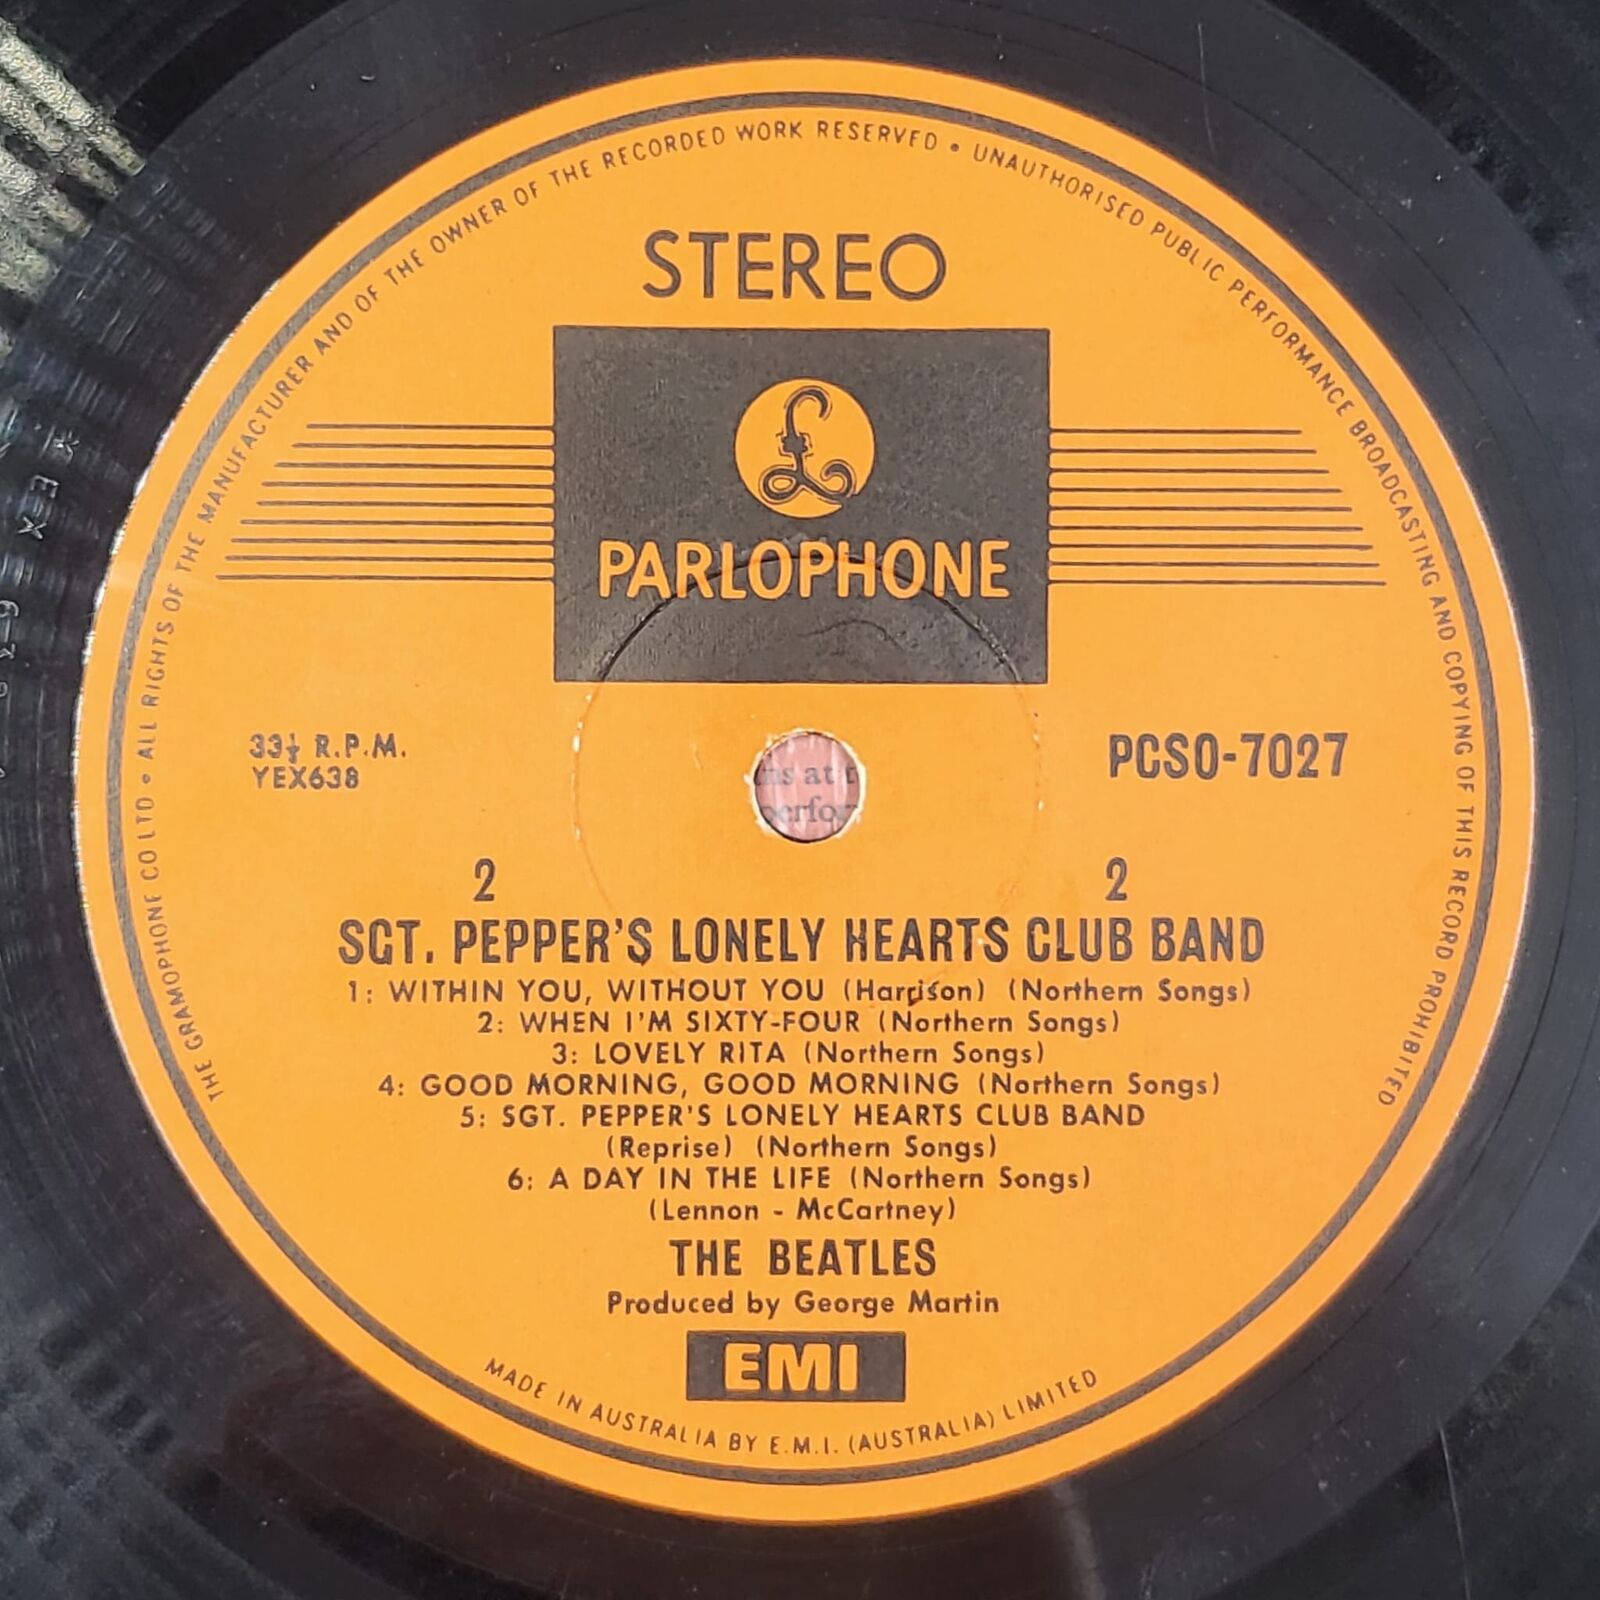 THE GRAMOPHONE CO LTD • ALL RIGHTS OF THE MANUFACTURER AND OF THE OWNER OF THE RECORDED WORK RESERVED • UNAUTHORISED PUBLIC PERFORMANCE BROADCASTING AND COPYING OF THIS RECORD PROHIBITED
STEREO
PARLOPHONE
33⅓ R.P.M.
YEX638
PCSO-7027
2 2
SGT. PEPPER'S LONELY HEARTS CLUB BAND
1: WITHIN YOU, WITHOUT YOU (Harrison) (Northern Songs)
2: WHEN I'M SIXTY-FOUR (Northern Songs)
3: LOVELY RITA (Northern Songs)
4: GOOD MORNING, GOOD MORNING (Northern Songs)
5: SGT. PEPPER'S LONELY HEARTS CLUB BAND
(Reprise) (Northern Songs)
6: A DAY IN THE LIFE (Northern Songs)
(Lennon - McCartney)
THE BEATLES
Produced by George Martin
EMI
MADE IN AUSTRALIA BY E.M.I. (AUSTRALIA) LIMITED
YEX 638
at